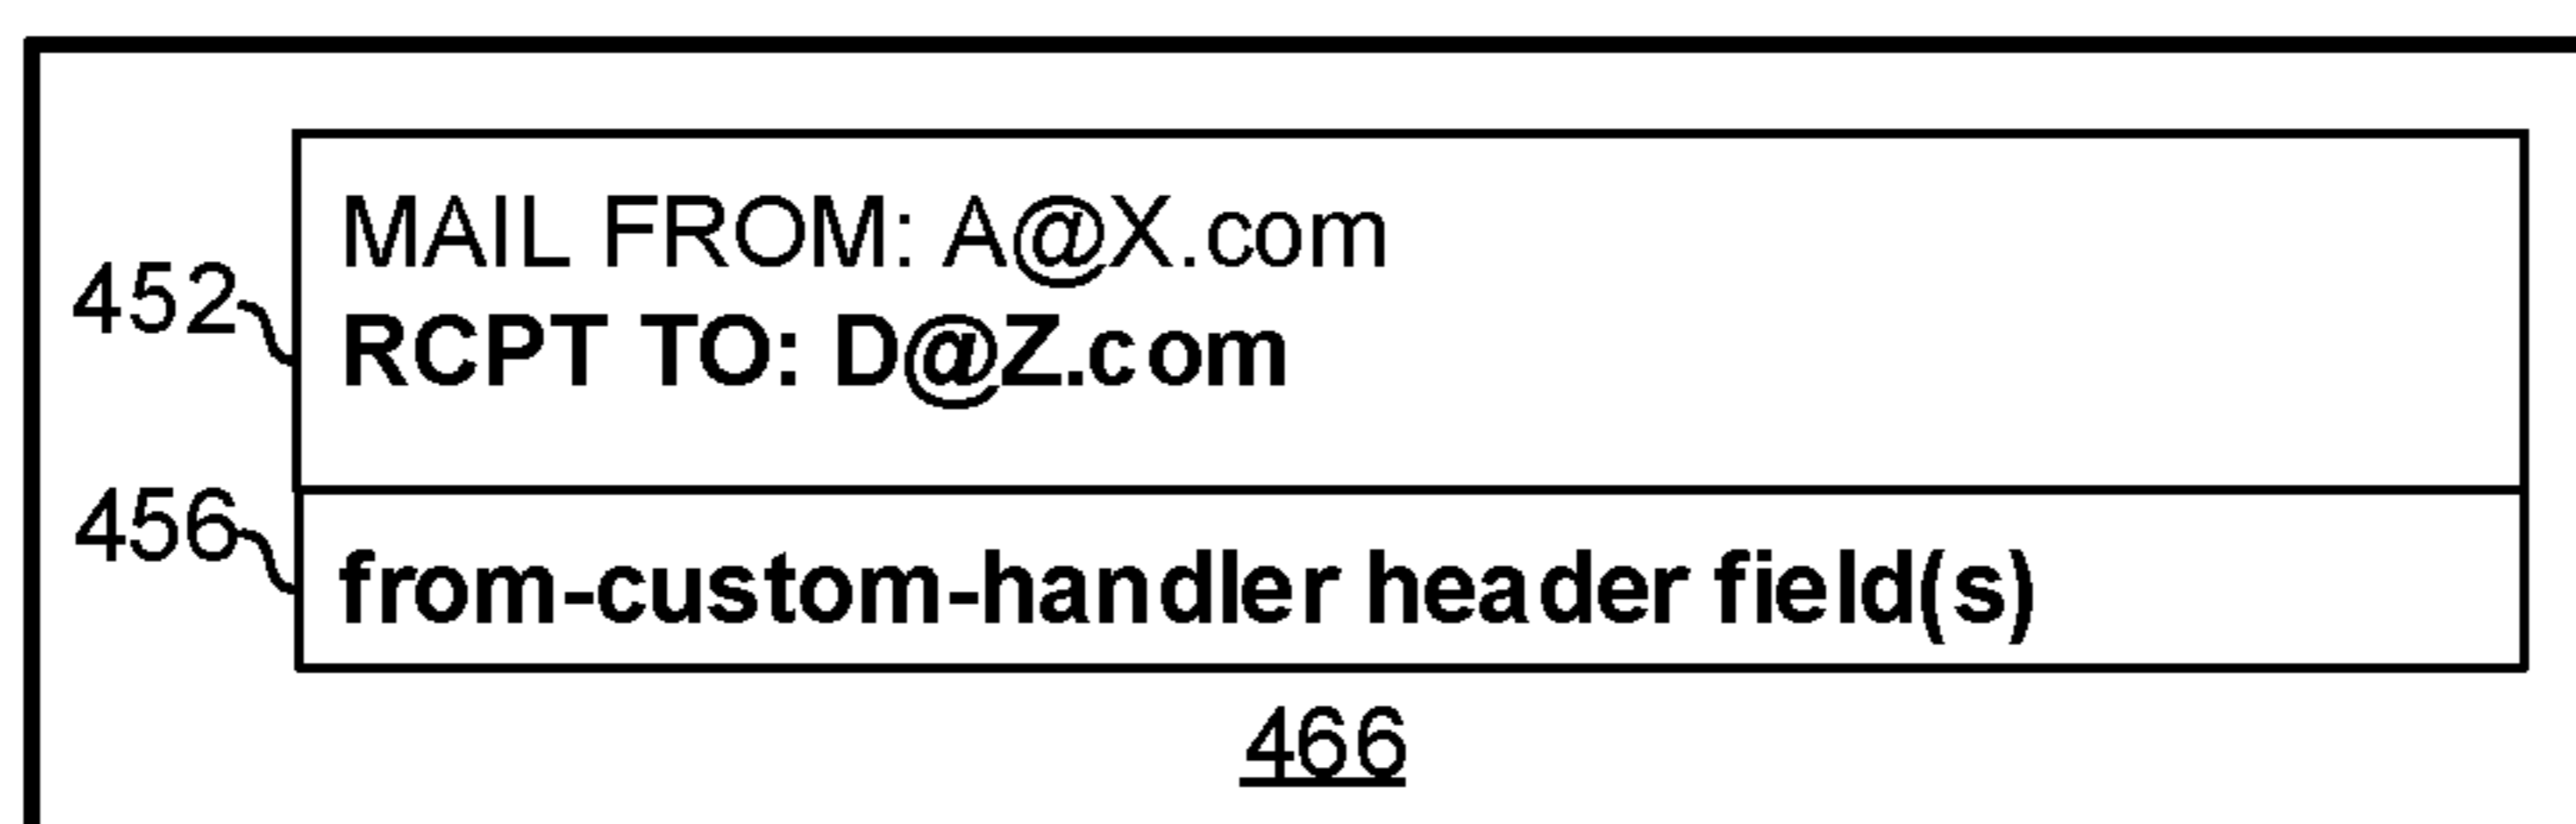 MAIL FROM: A@X.com
452
RCPT TO: D@Z.com
456
from-custom-handler header field(s)
466